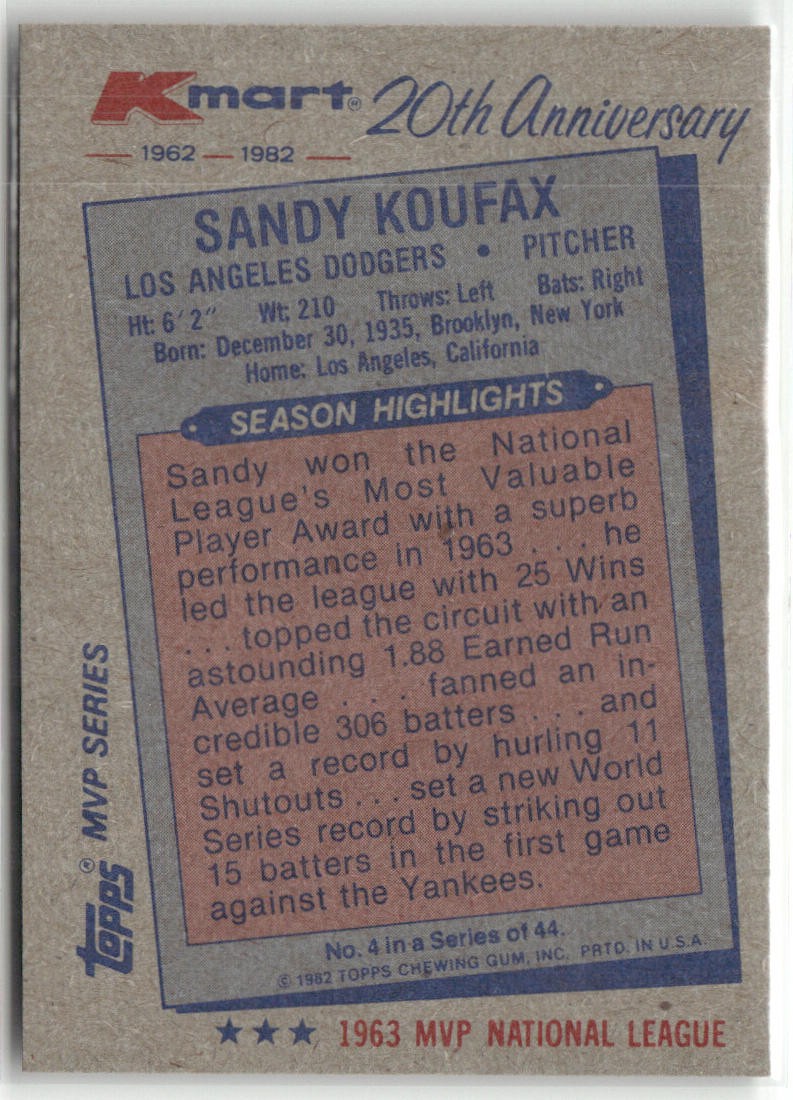 Kmart® 20th Anniversary
1962 — 1982
SANDY KOUFAX
LOS ANGELES DODGERS • PITCHER
Ht: 6'2" Wt: 210 Throws: Left Bats: Right
Born: December 30, 1935, Brooklyn, New York
Home: Los Angeles, California
SEASON HIGHLIGHTS
Sandy won the National
League's Most Valuable
Player Award with a superb
performance in 1963 . . . he
led the league with 25 Wins
. . . topped the circuit with an
astounding 1.88 Earned Run
Average . . . fanned an in-
credible 306 batters . . . and
set a record by hurling 11
Shutouts . . . set a new World
Series record by striking out
15 batters in the first game
against the Yankees.
No. 4 in a Series of 44.
© 1982 TOPPS CHEWING GUM, INC. PRTD. IN U.S.A.
topps® MVP SERIES
★★★ 1963 MVP NATIONAL LEAGUE